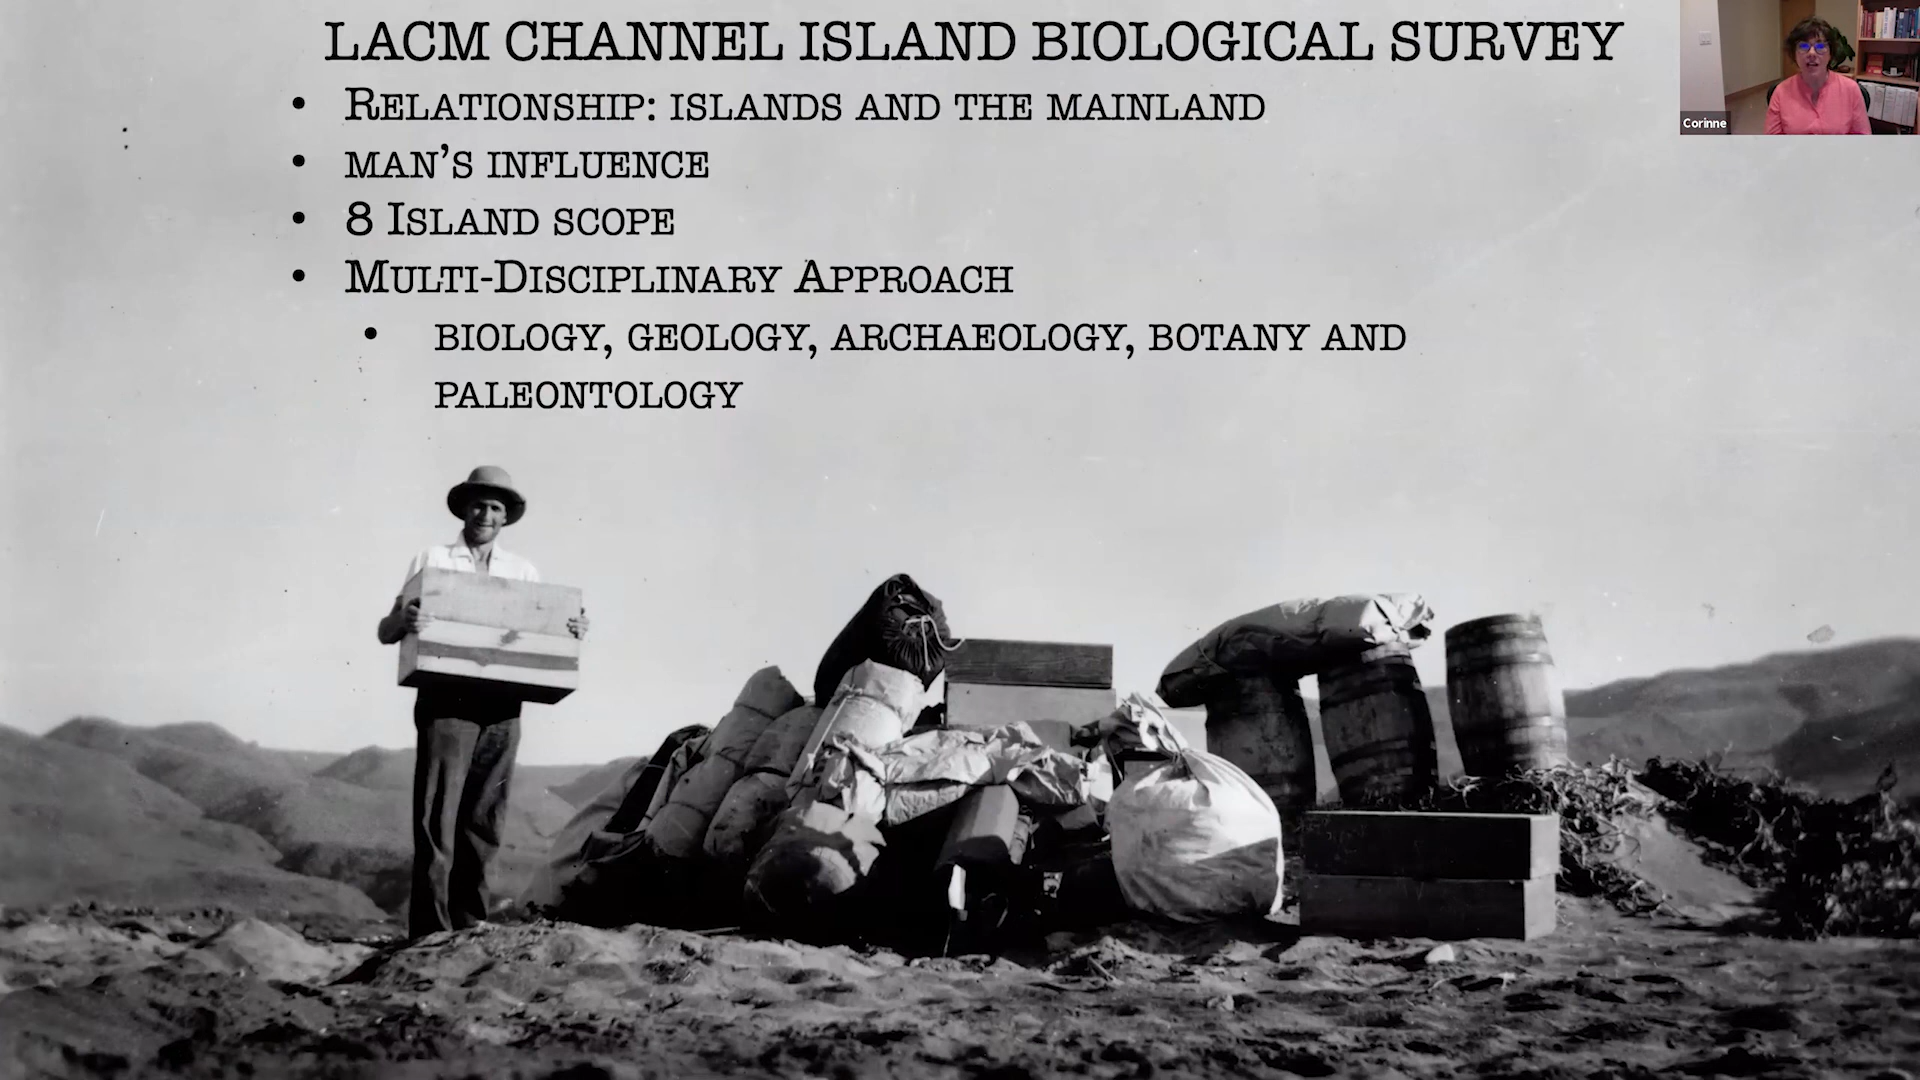 LACM CHANNEL ISLAND BIOLOGICAL SURVEY
• RELATIONSHIP: ISLANDS AND THE MAINLAND
• MAN'S INFLUENCE
• 8 ISLAND SCOPE
• MULTI-DISCIPLINARY APPROACH
• BIOLOGY, GEOLOGY, ARCHAEOLOGY, BOTANY AND
PALEONTOLOGY
Corinne